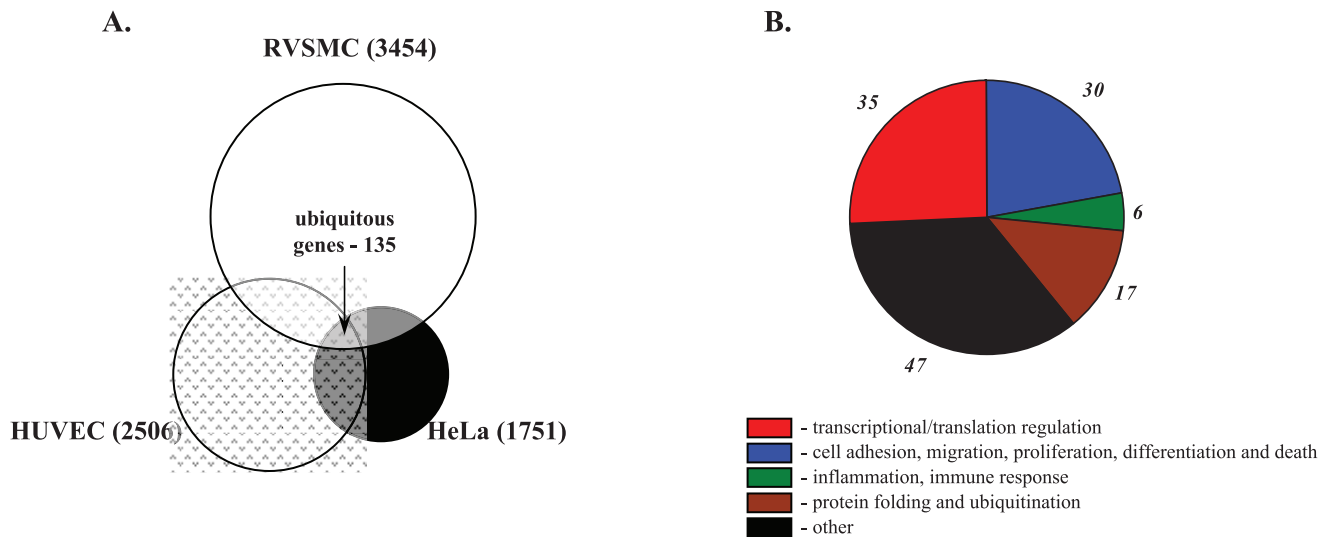 A.
RVSMC (3454)
ubiquitous
genes - 135
HUVEC (2506)
HeLa (1751)
B.
35
30
6
17
47
- transcriptional/translation regulation
- cell adhesion, migration, proliferation, differentiation and death
- inflammation, immune response
- protein folding and ubiquitination
- other